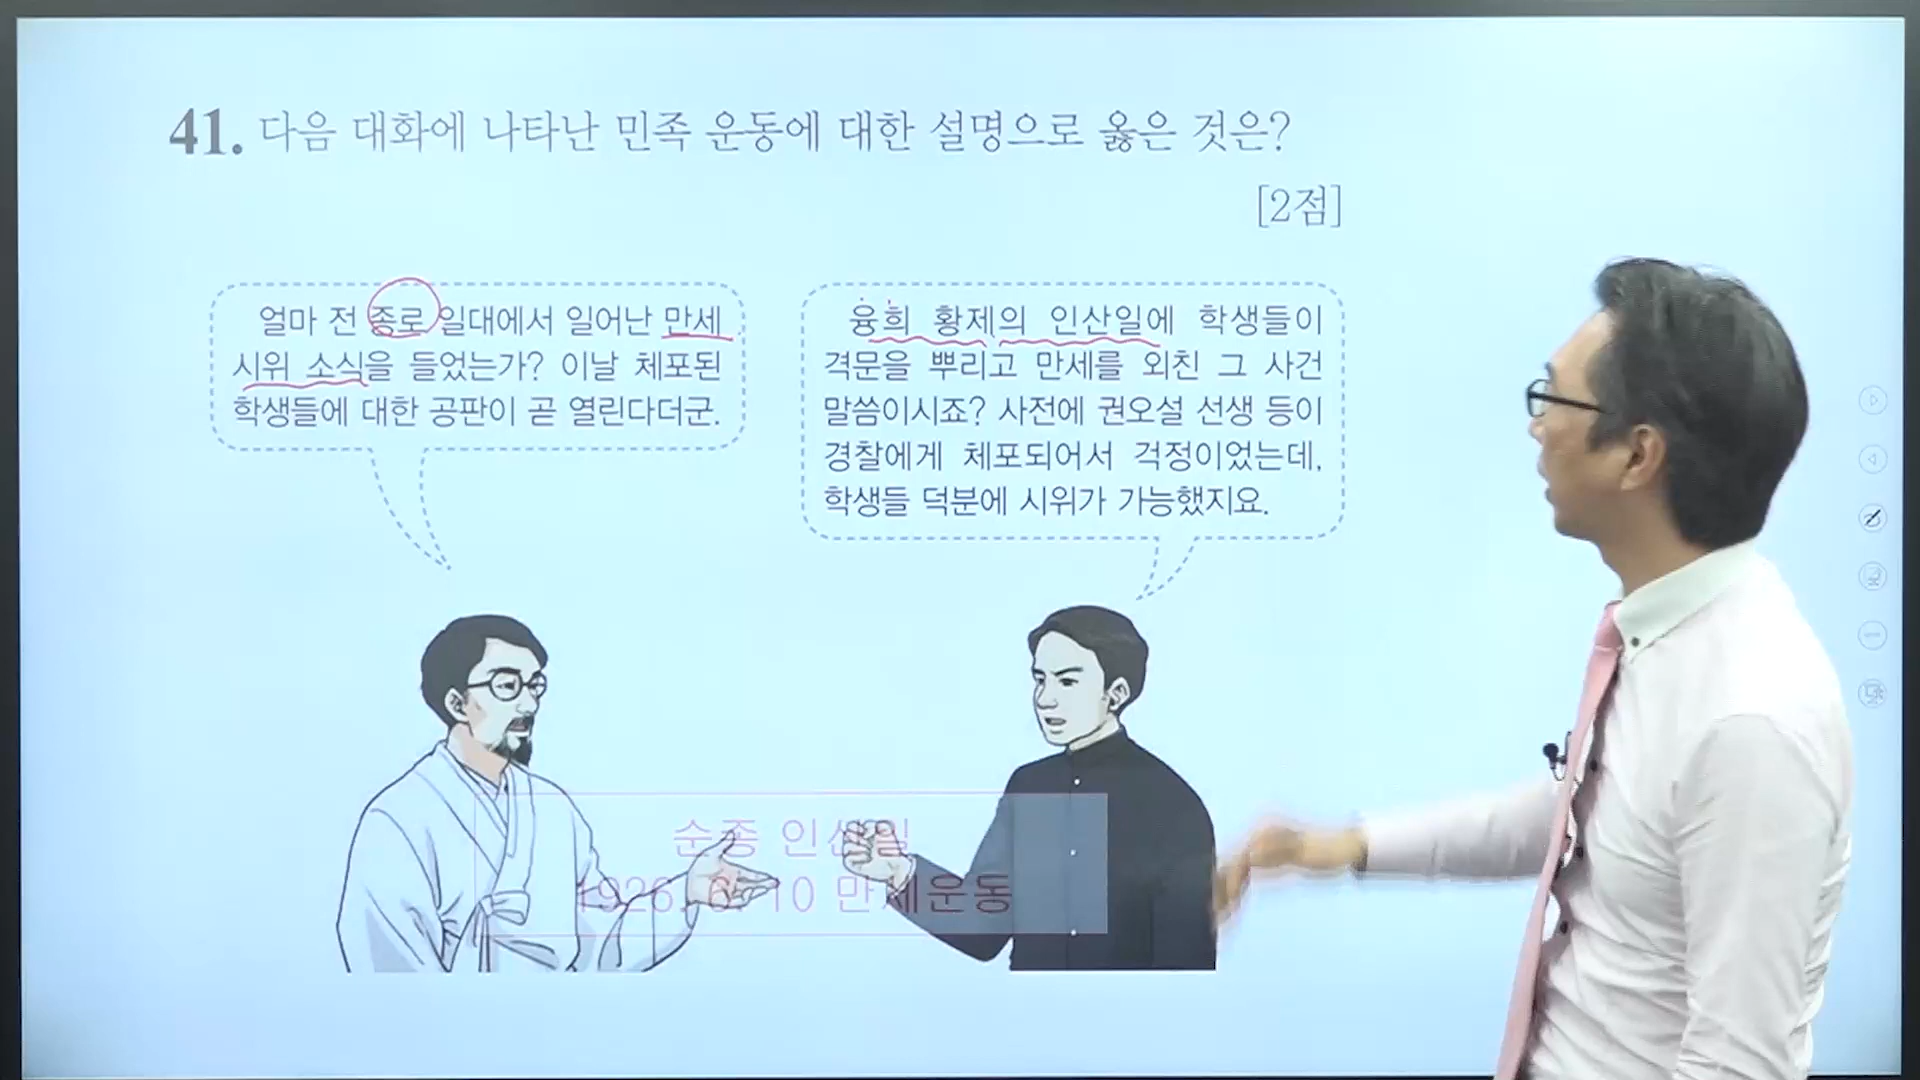 41. 다음 대화에 나타난 민족 운동에 대한 설명으로 옳은 것은?
[2점]
얼마 전 종로 일대에서 일어난 만세
시위 소식을 들었는가? 이날 체포된
학생들에 대한 공판이 곧 열린다더군.
융희 황제의 인산일에 학생들이
격문을 뿌리고 만세를 외친 그 사건
말씀이시죠? 사전에 권오설 선생 등이
경찰에게 체포되어서 걱정이었는데,
학생들 덕분에 시위가 가능했지요.
순종 인산일
1926. 6. 10 만세운동